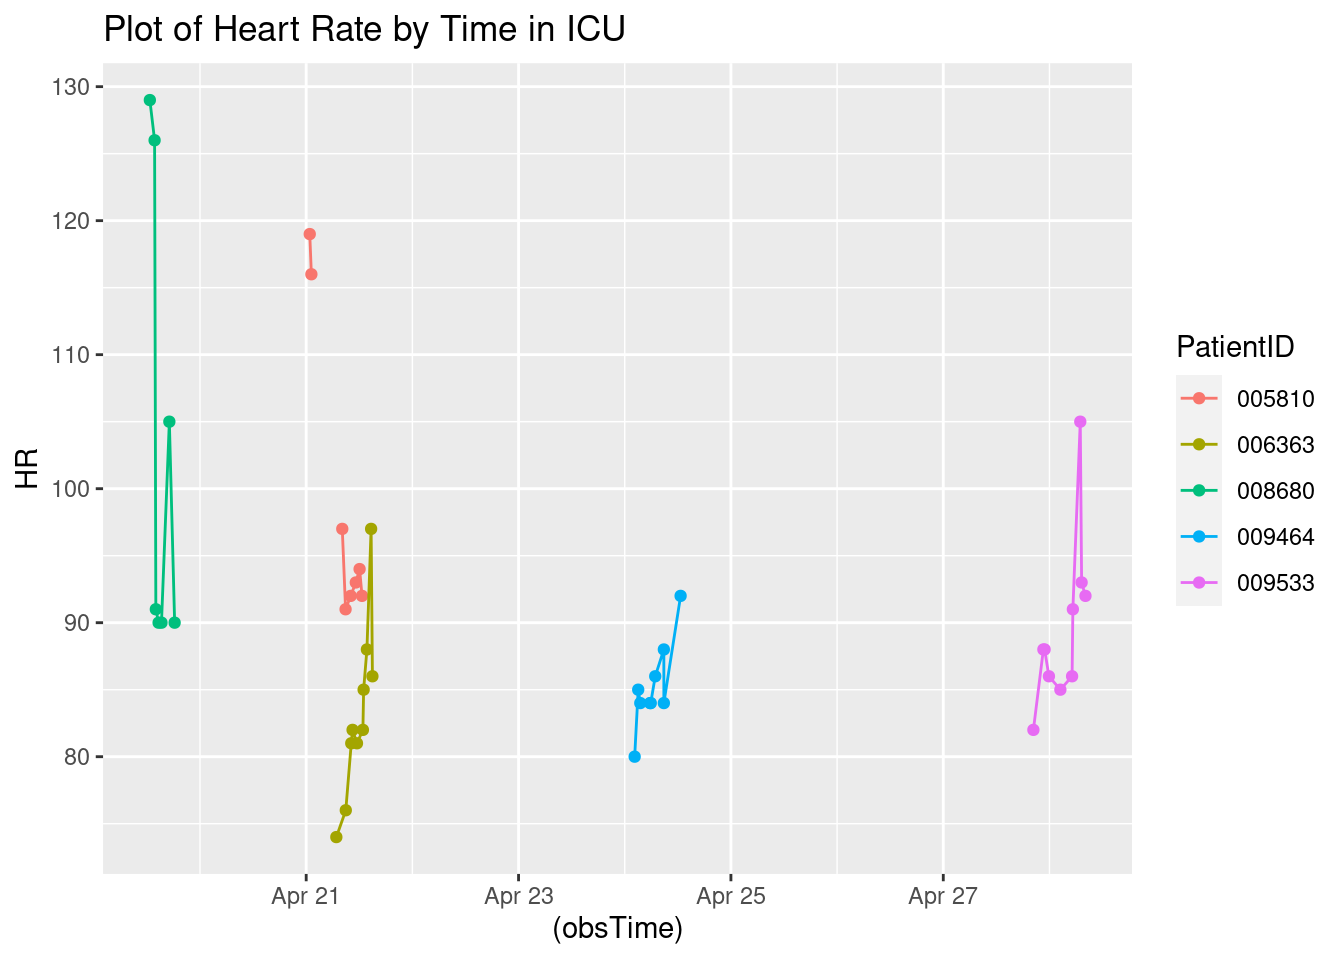 Plot of Heart Rate by Time in ICU
130
120
110
100
90
80
HR
Apr 21
Apr 23
Apr 25
Apr 27
(obsTime)
PatientID
005810
006363
008680
009464
009533